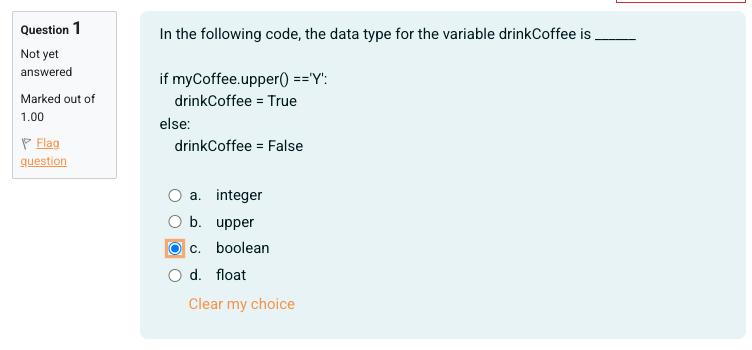 Question 1
Not yet
answered
Marked out of
1.00
Flag
question
In the following code, the data type for the variable drinkCoffee is ______
if myCoffee.upper() =='Y':
drinkCoffee = True
else:
drinkCoffee = False
a. integer
b. upper
c. boolean
d. float
Clear my choice